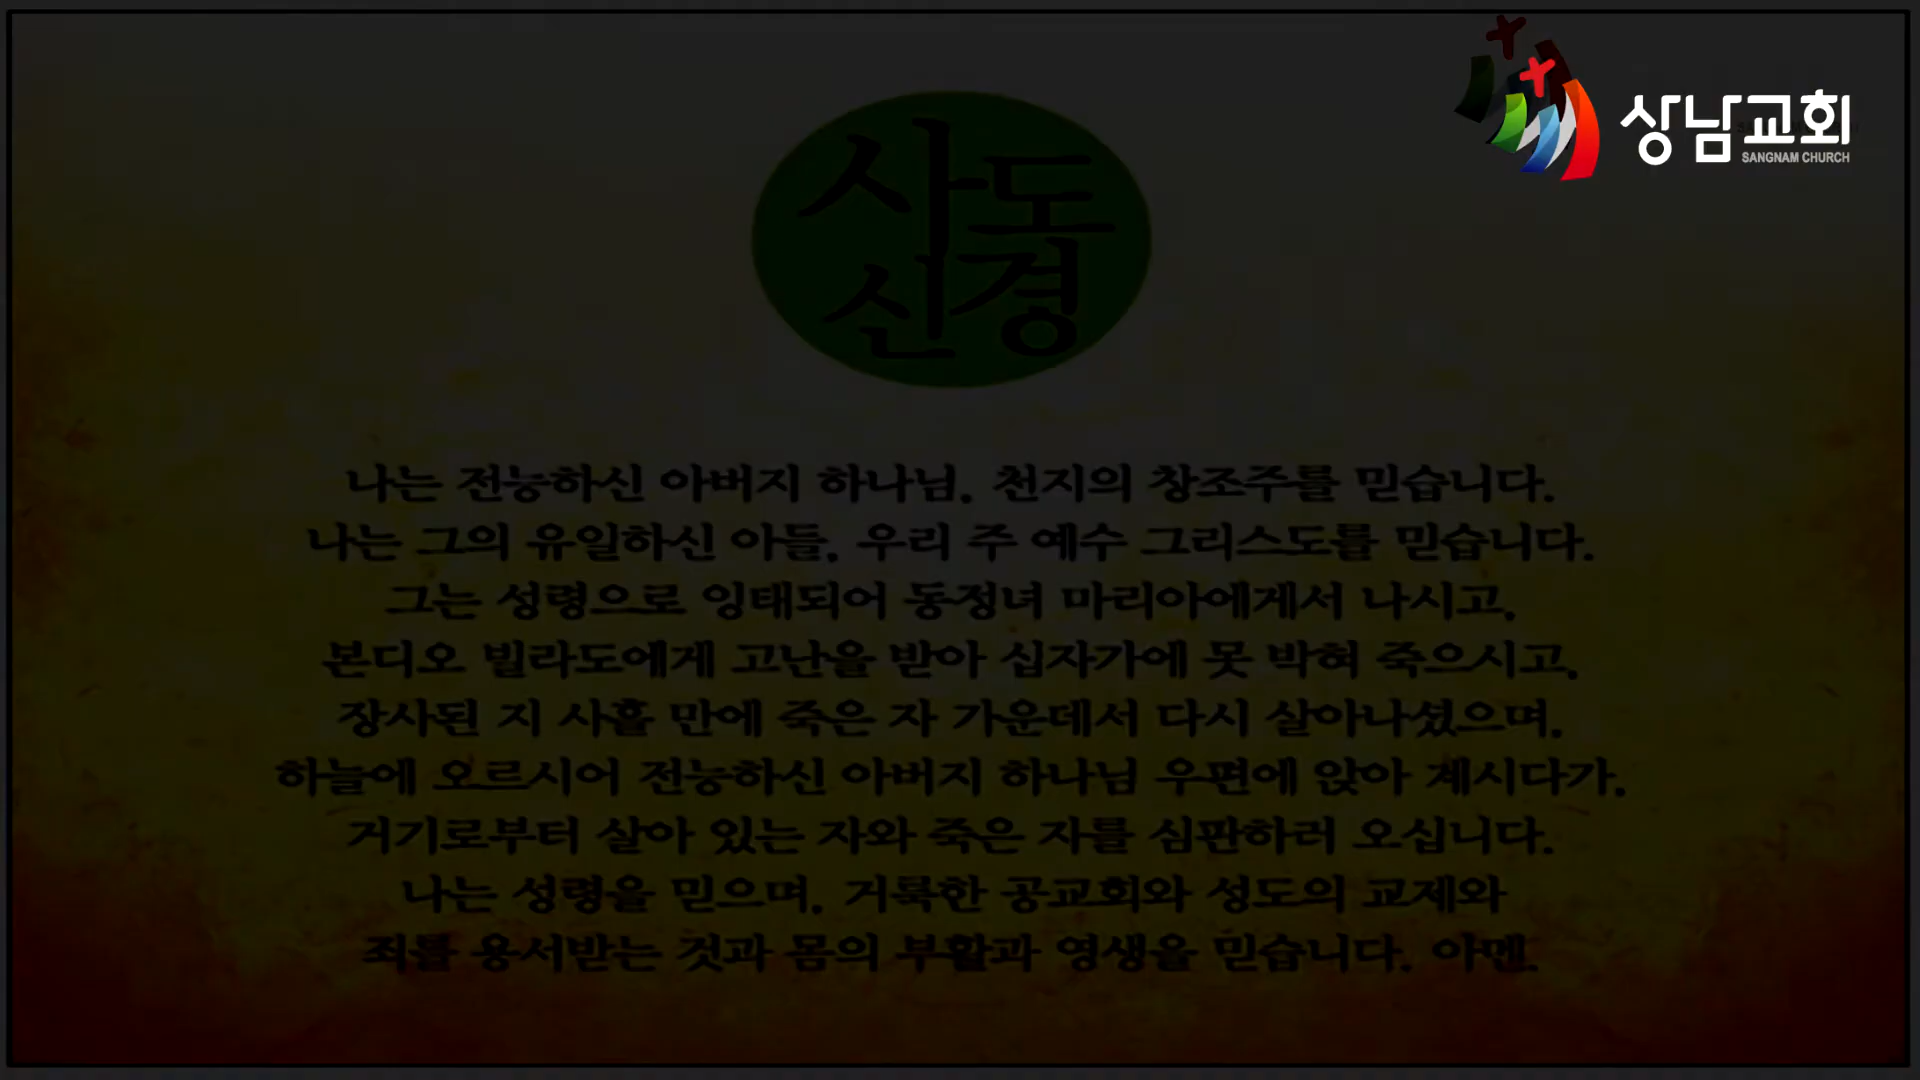 상남교회
SANGNAM CHURCH
사도
신경
나는 전능하신 아버지 하나님, 천지의 창조주를 믿습니다.
나는 그의 유일하신 아들, 우리 주 예수 그리스도를 믿습니다.
그는 성령으로 잉태되어 동정녀 마리아에게서 나시고,
본디오 빌라도에게 고난을 받아 십자가에 못 박혀 죽으시고,
장사된 지 사흘 만에 죽은 자 가운데서 다시 살아나셨으며,
하늘에 오르시어 전능하신 아버지 하나님 우편에 앉아 계시다가,
거기로부터 살아 있는 자와 죽은 자를 심판하러 오십니다.
나는 성령을 믿으며, 거룩한 공교회와 성도의 교제와
죄를 용서받는 것과 몸의 부활과 영생을 믿습니다. 아멘.